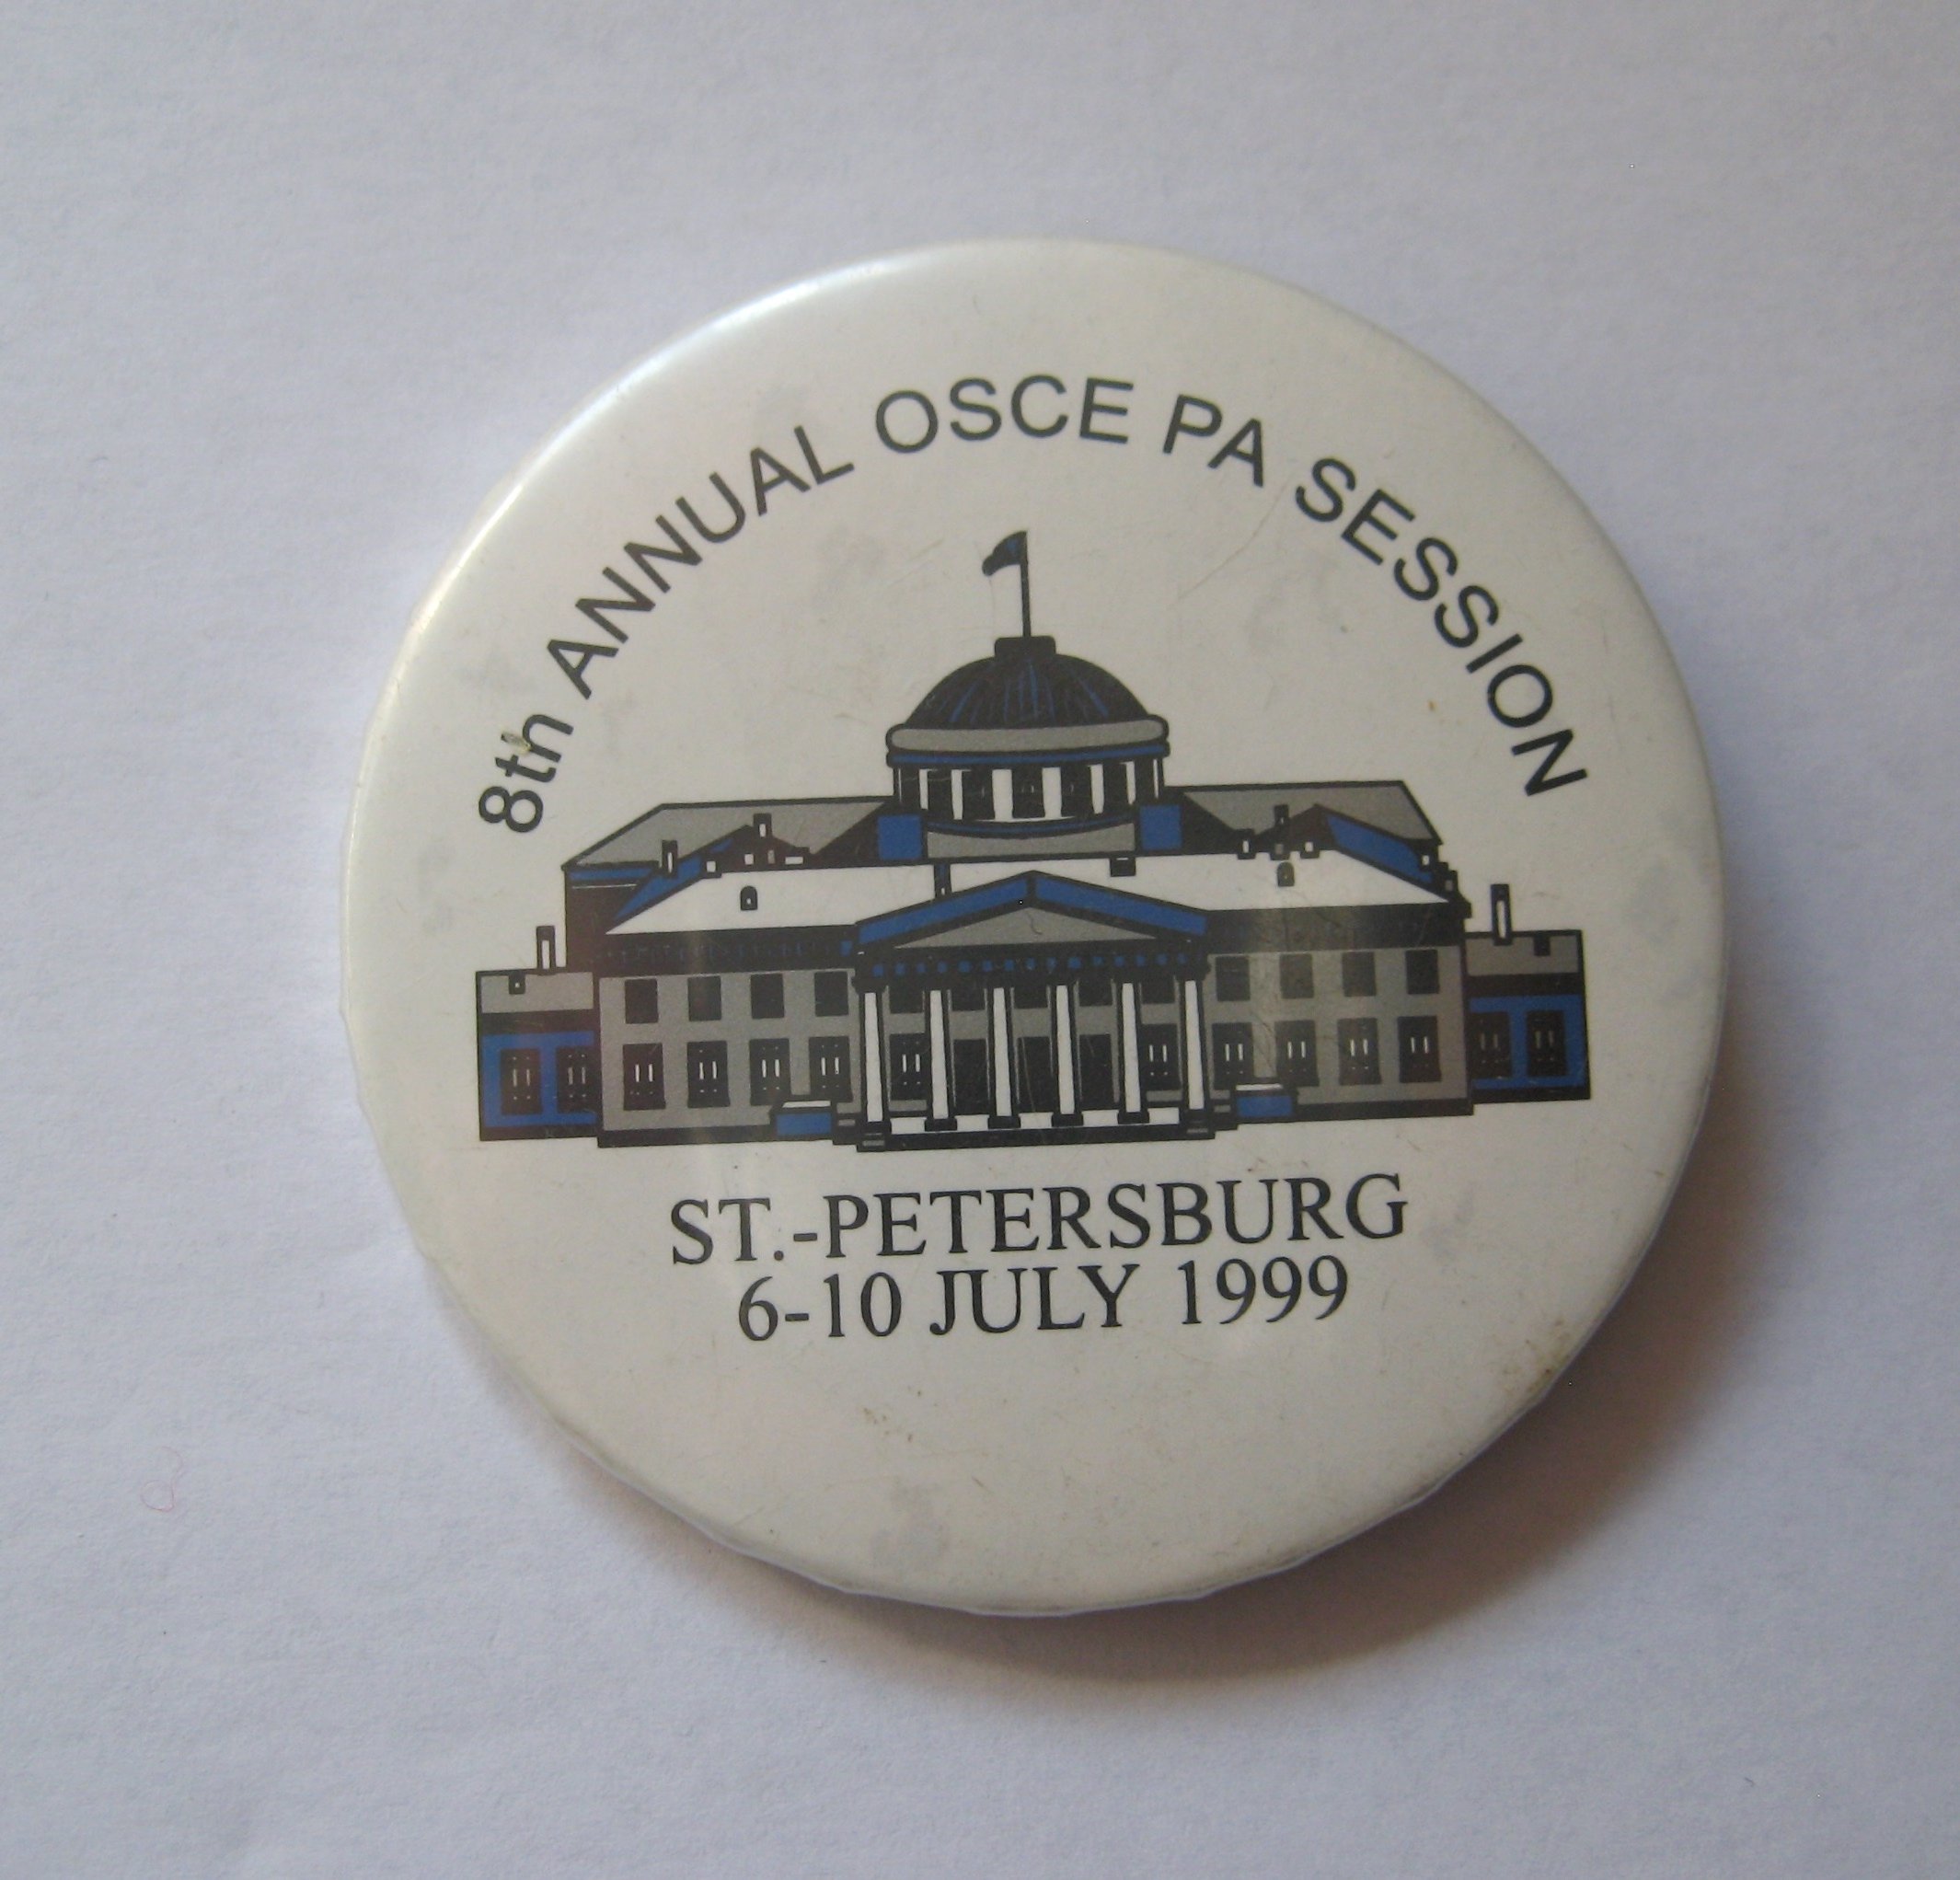 8th ANNUAL OSCE PA SESSION
ST.-PETERSBURG
6-10 JULY 1999